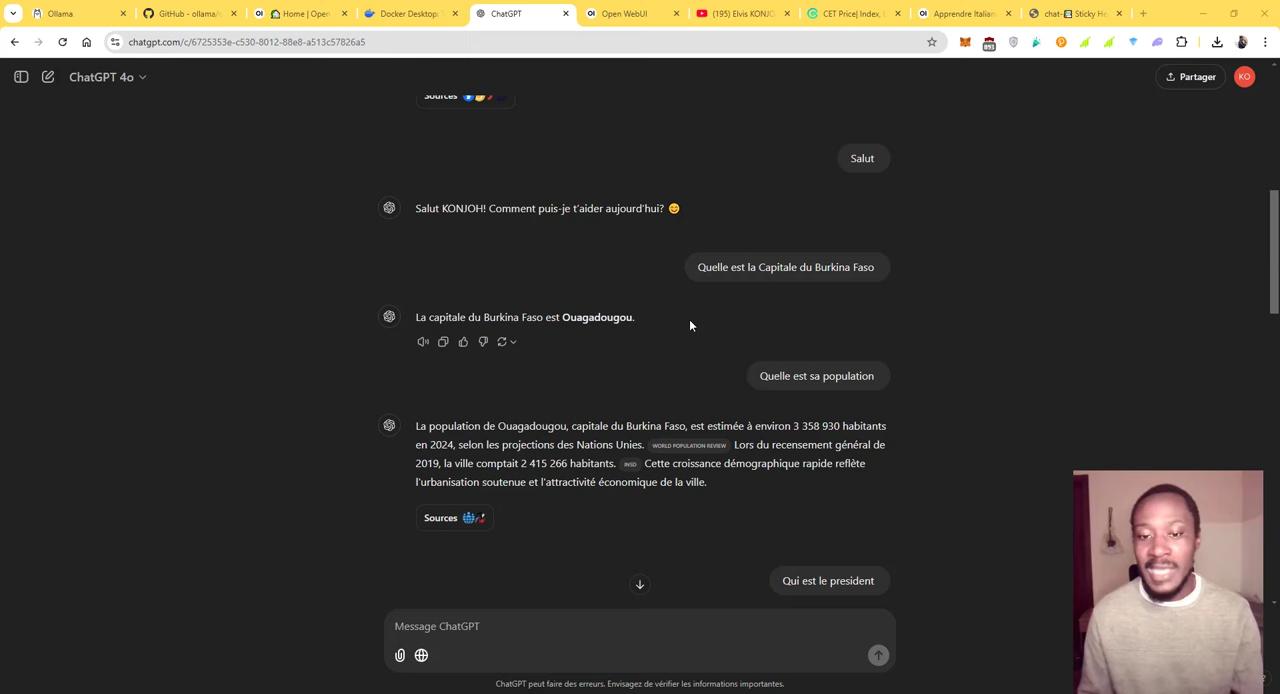 Ollama
GitHub - ollama/
Home | Open
Docker Desktop:
ChatGPT
Open WebUI
(195) Elvis KONJO
CET Price| Index, L
Apprendre Italian
chat-
Sticky He
chatgpt.com/c/6725353e-c530-8012-88e8-a513c57826a5
893
ChatGPT 4o
Partager
KO
Sources
Salut
Salut KONJOH! Comment puis-je t'aider aujourd'hui? 😊
Quelle est la Capitale du Burkina Faso
La capitale du Burkina Faso est Ouagadougou.
Quelle est sa population
La population de Ouagadougou, capitale du Burkina Faso, est estimée à environ 3 358 930 habitants
en 2024, selon les projections des Nations Unies. WORLD POPULATION REVIEW Lors du recensement général de
2019, la ville comptait 2 415 266 habitants. INSD Cette croissance démographique rapide reflète
l'urbanisation soutenue et l'attractivité économique de la ville.
Sources
Qui est le president
Message ChatGPT
ChatGPT peut faire des erreurs. Envisagez de vérifier les informations importantes.